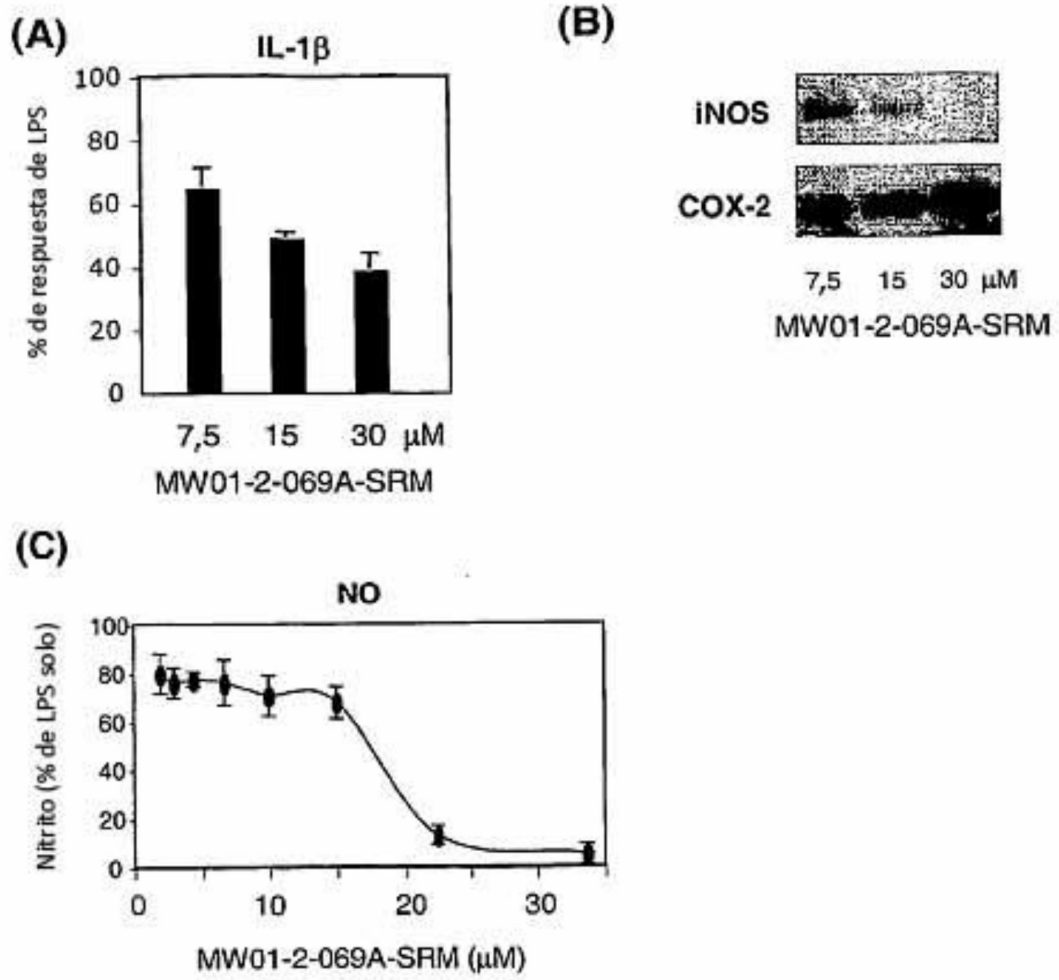 (A)
IL-1β
% de respuesta de LPS
100
80
60
40
20
0
7,5 15 30 μM
MW01-2-069A-SRM
(B)
iNOS
COX-2
7,5 15 30 μM
MW01-2-069A-SRM
(C)
NO
Nitrito (% de LPS solo)
100
80
60
40
20
0
0 10 20 30
MW01-2-069A-SRM (μM)